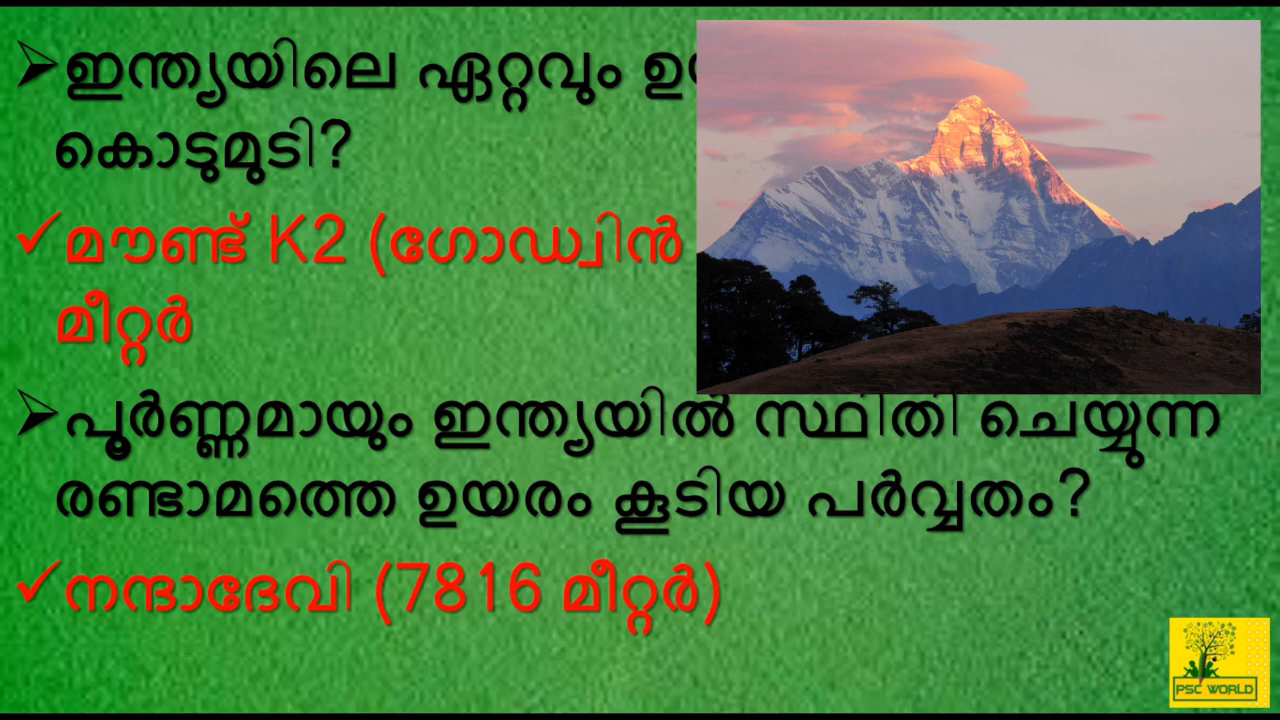 ഇന്ത്യയിലെ ഏറ്റവും
കൊടുമുടി?
മൗണ്ട് K2 (ഗോഡ്വിൻ
മീറ്റർ
പൂർണ്ണമായും ഇന്ത്യയിൽ സ്ഥിതി ചെയ്യുന്ന
രണ്ടാമത്തെ ഉയരം കൂടിയ പർവ്വതം?
നന്ദാദേവി (7816 മീറ്റർ)
PSC WORLD